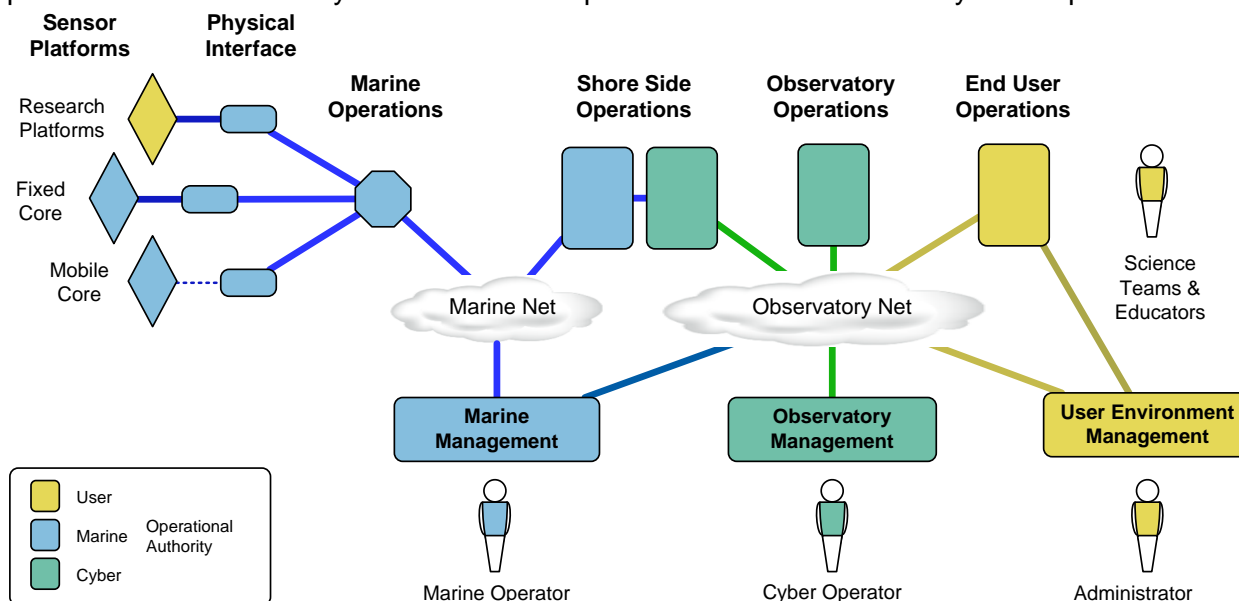 Sensor
Platforms
Physical
Interface
Marine
Operations
Shore Side
Operations
Observatory
Operations
End User
Operations
Research
Platforms
Fixed
Core
Mobile
Core
Science
Teams &
Educators
Marine Net
Observatory Net
Marine
Management
Observatory
Management
User Environment
Management
User
Marine
Cyber
Operational
Authority
Marine Operator
Cyber Operator
Administrator